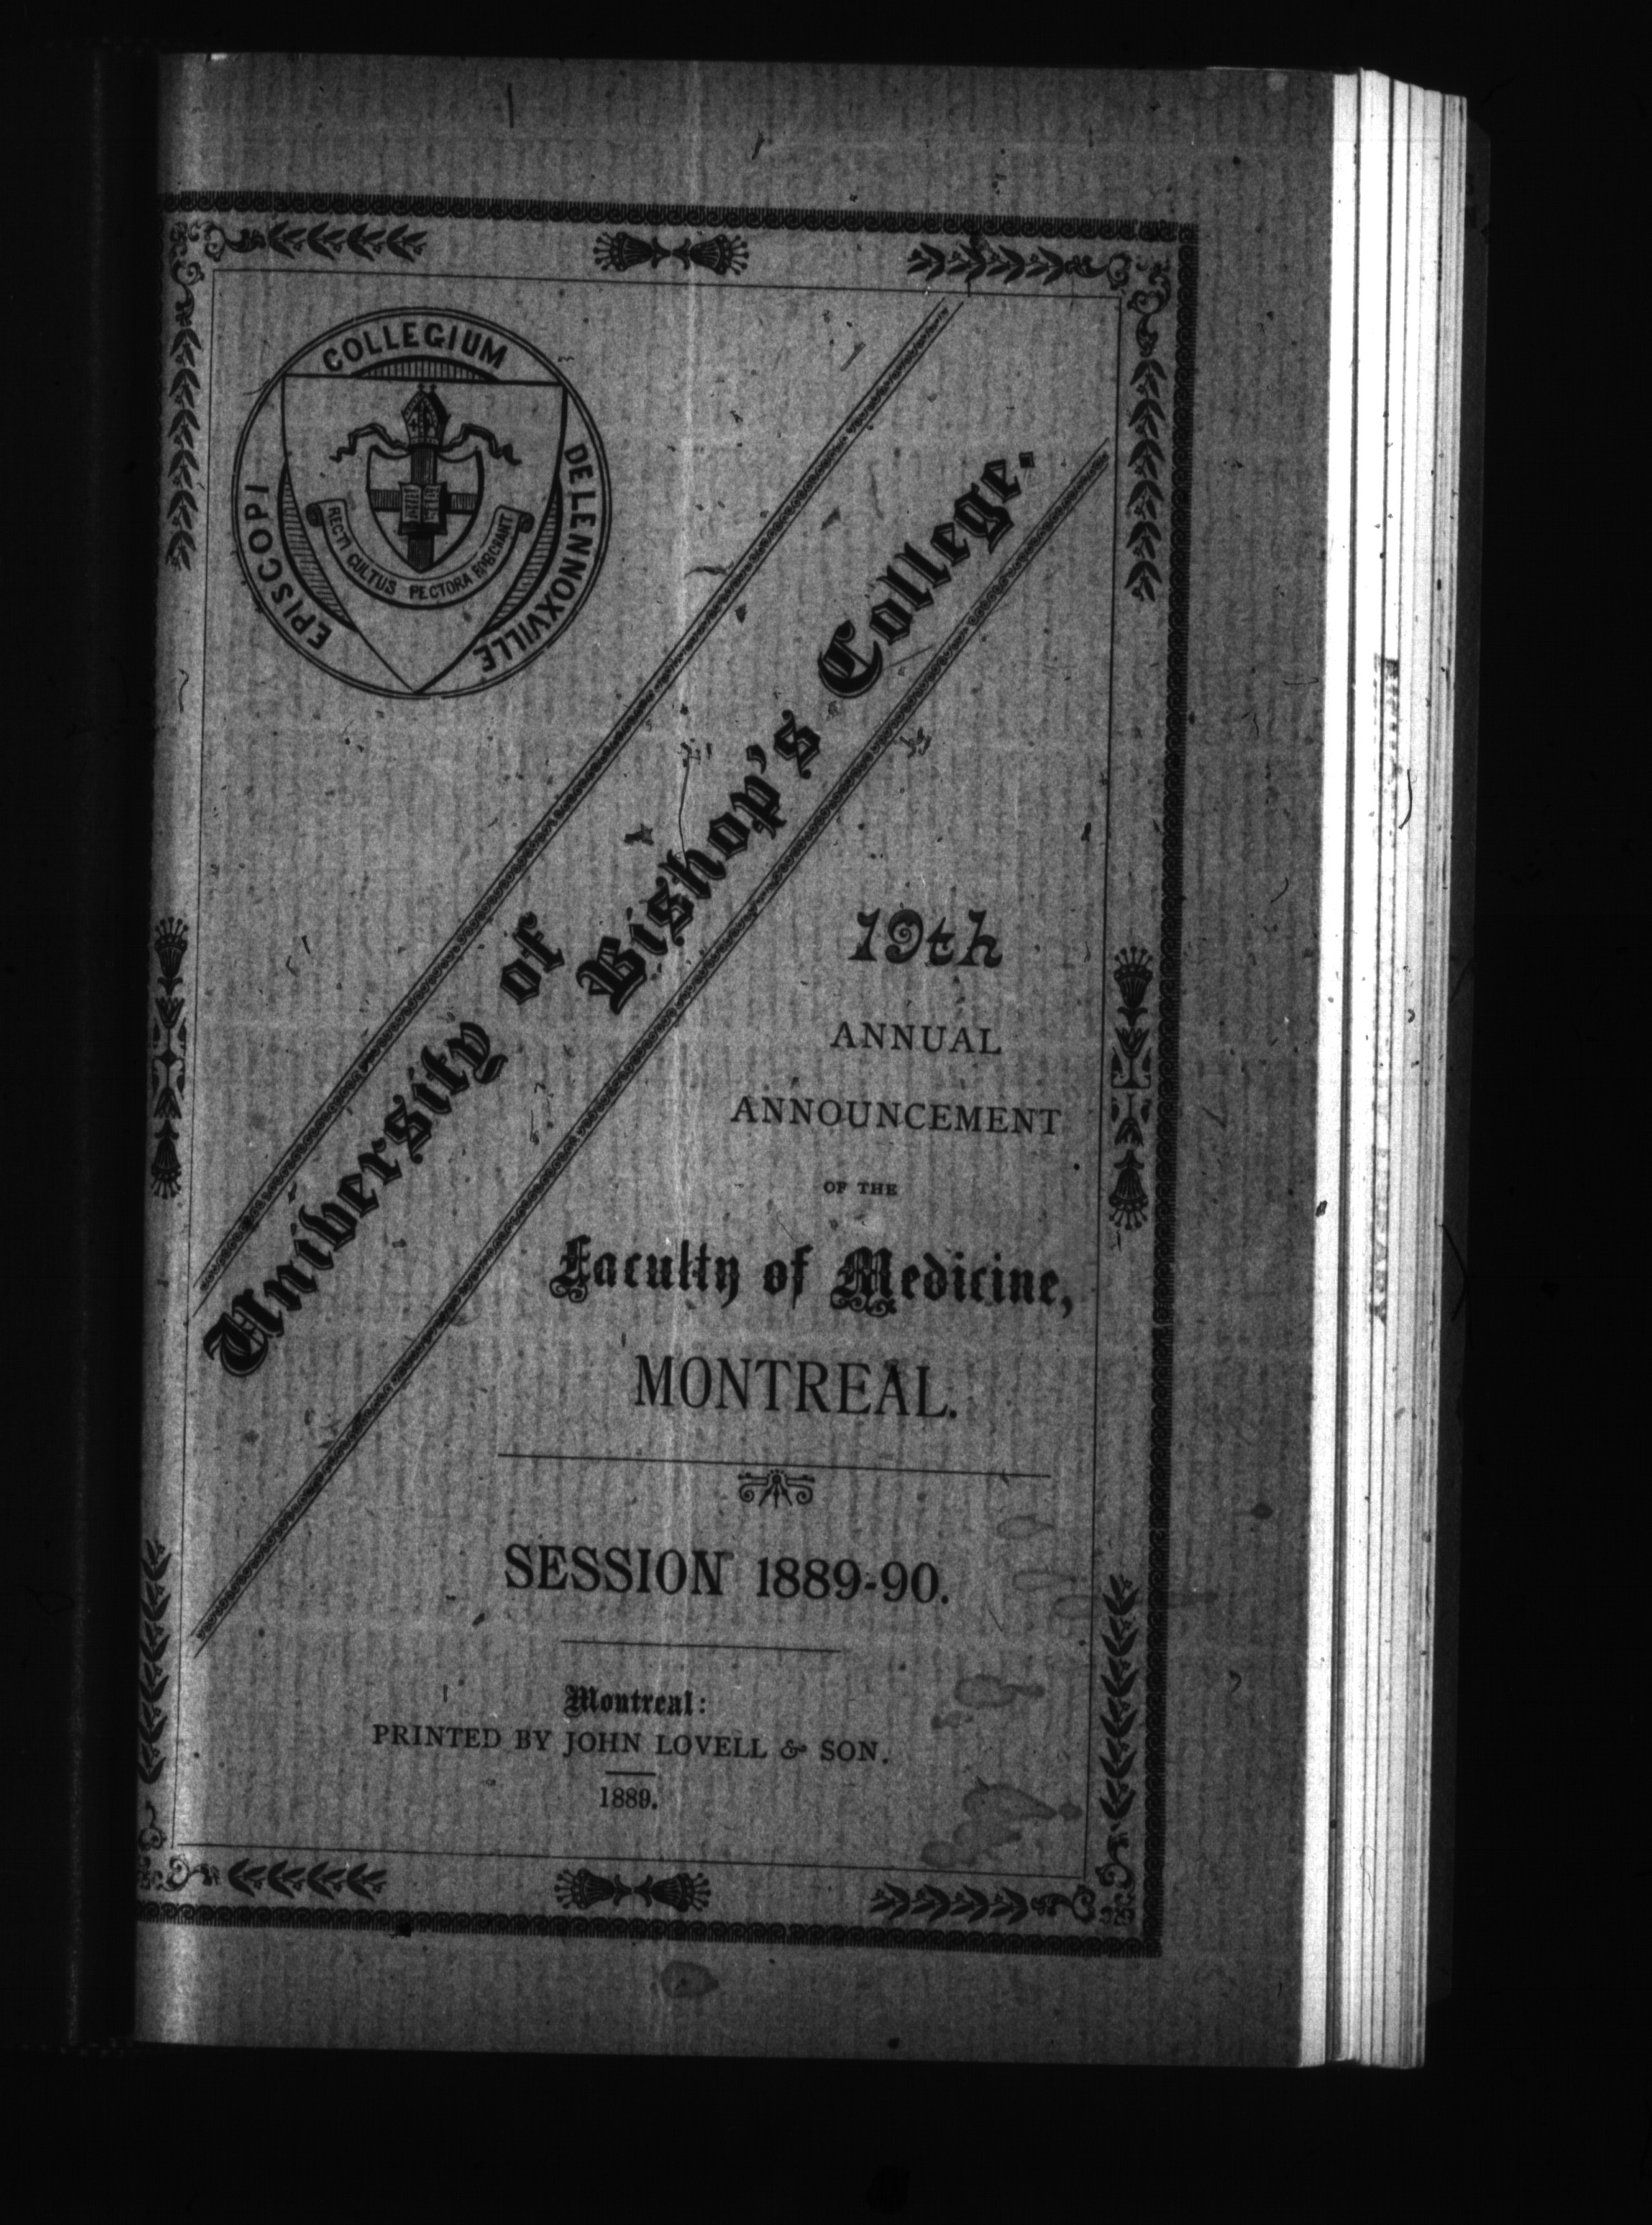 COLLEGIUM
EPISCOPI
DELENNOXVILLE
RECTI CULTUS PECTORA ROBORANT
University of
Bishop's College.
19th
ANNUAL
ANNOUNCEMENT
OF THE
Faculty of Medicine,
MONTREAL.
SESSION 1889-90.
Montreal:
PRINTED BY JOHN LOVELL & SON.
1889.